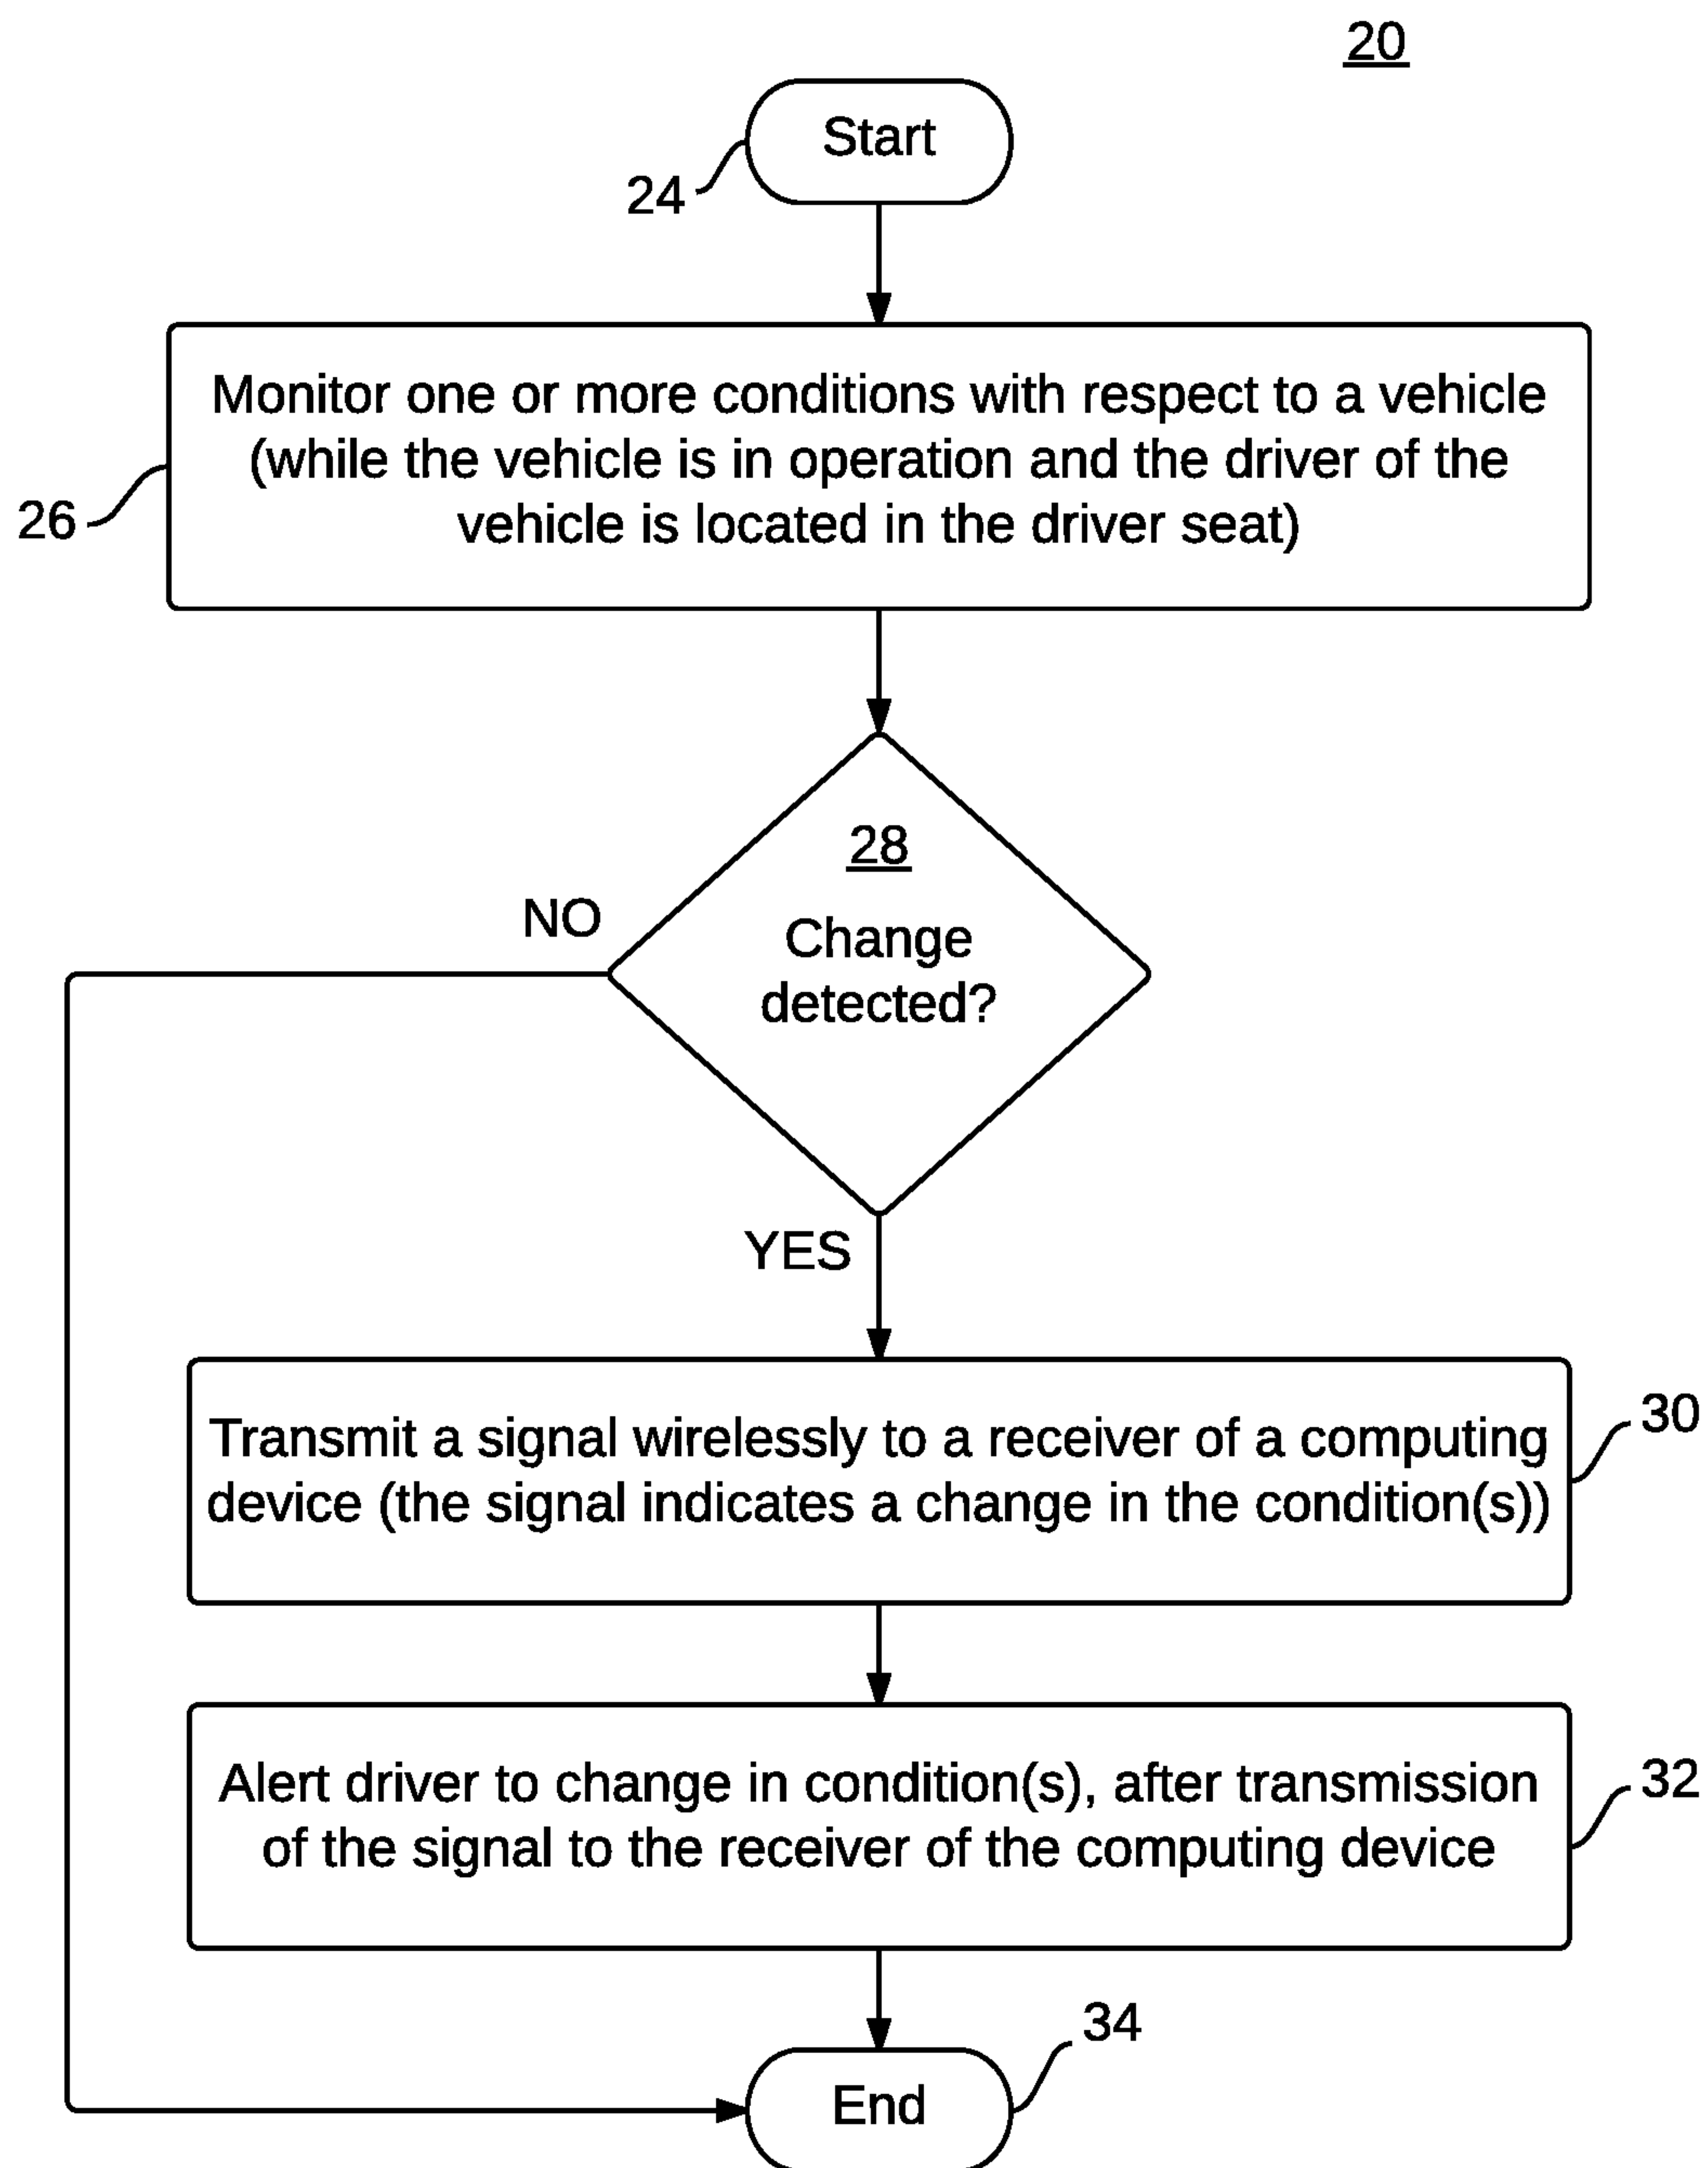 20
Start
24
Monitor one or more conditions with respect to a vehicle
(while the vehicle is in operation and the driver of the
vehicle is located in the driver seat)
26
28
NO
Change
detected?
YES
30
Transmit a signal wirelessly to a receiver of a computing
device (the signal indicates a change in the condition(s))
32
Alert driver to change in condition(s), after transmission
of the signal to the receiver of the computing device
34
End